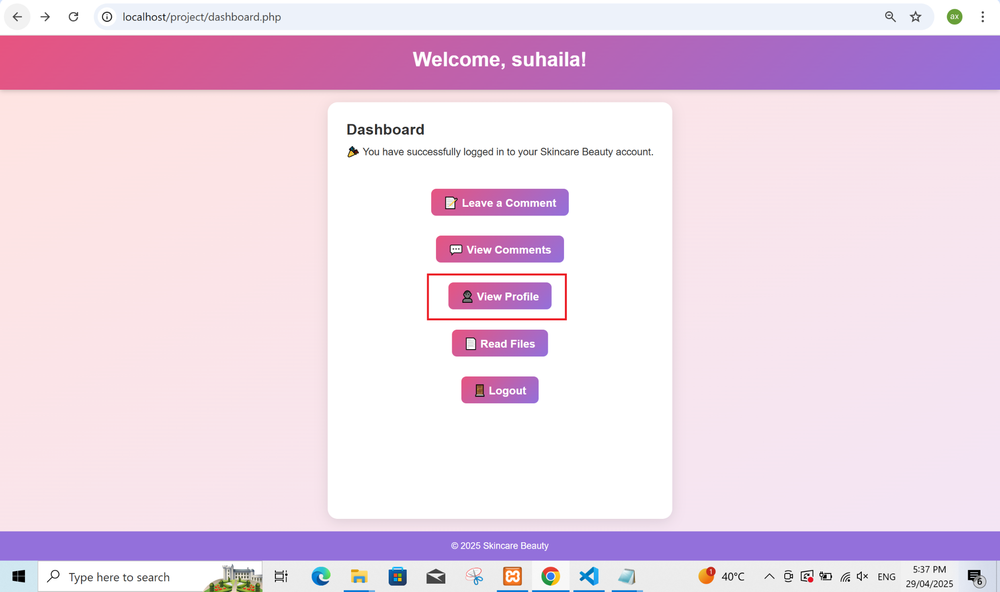 localhost/project/dashboard.php
ax
Welcome, suhaila!
Dashboard
🎉 You have successfully logged in to your Skincare Beauty account.
📝 Leave a Comment
💬 View Comments
👤 View Profile
📄 Read Files
🚪 Logout
© 2025 Skincare Beauty
Type here to search
1
40°C
ENG
5:37 PM
29/04/2025
6